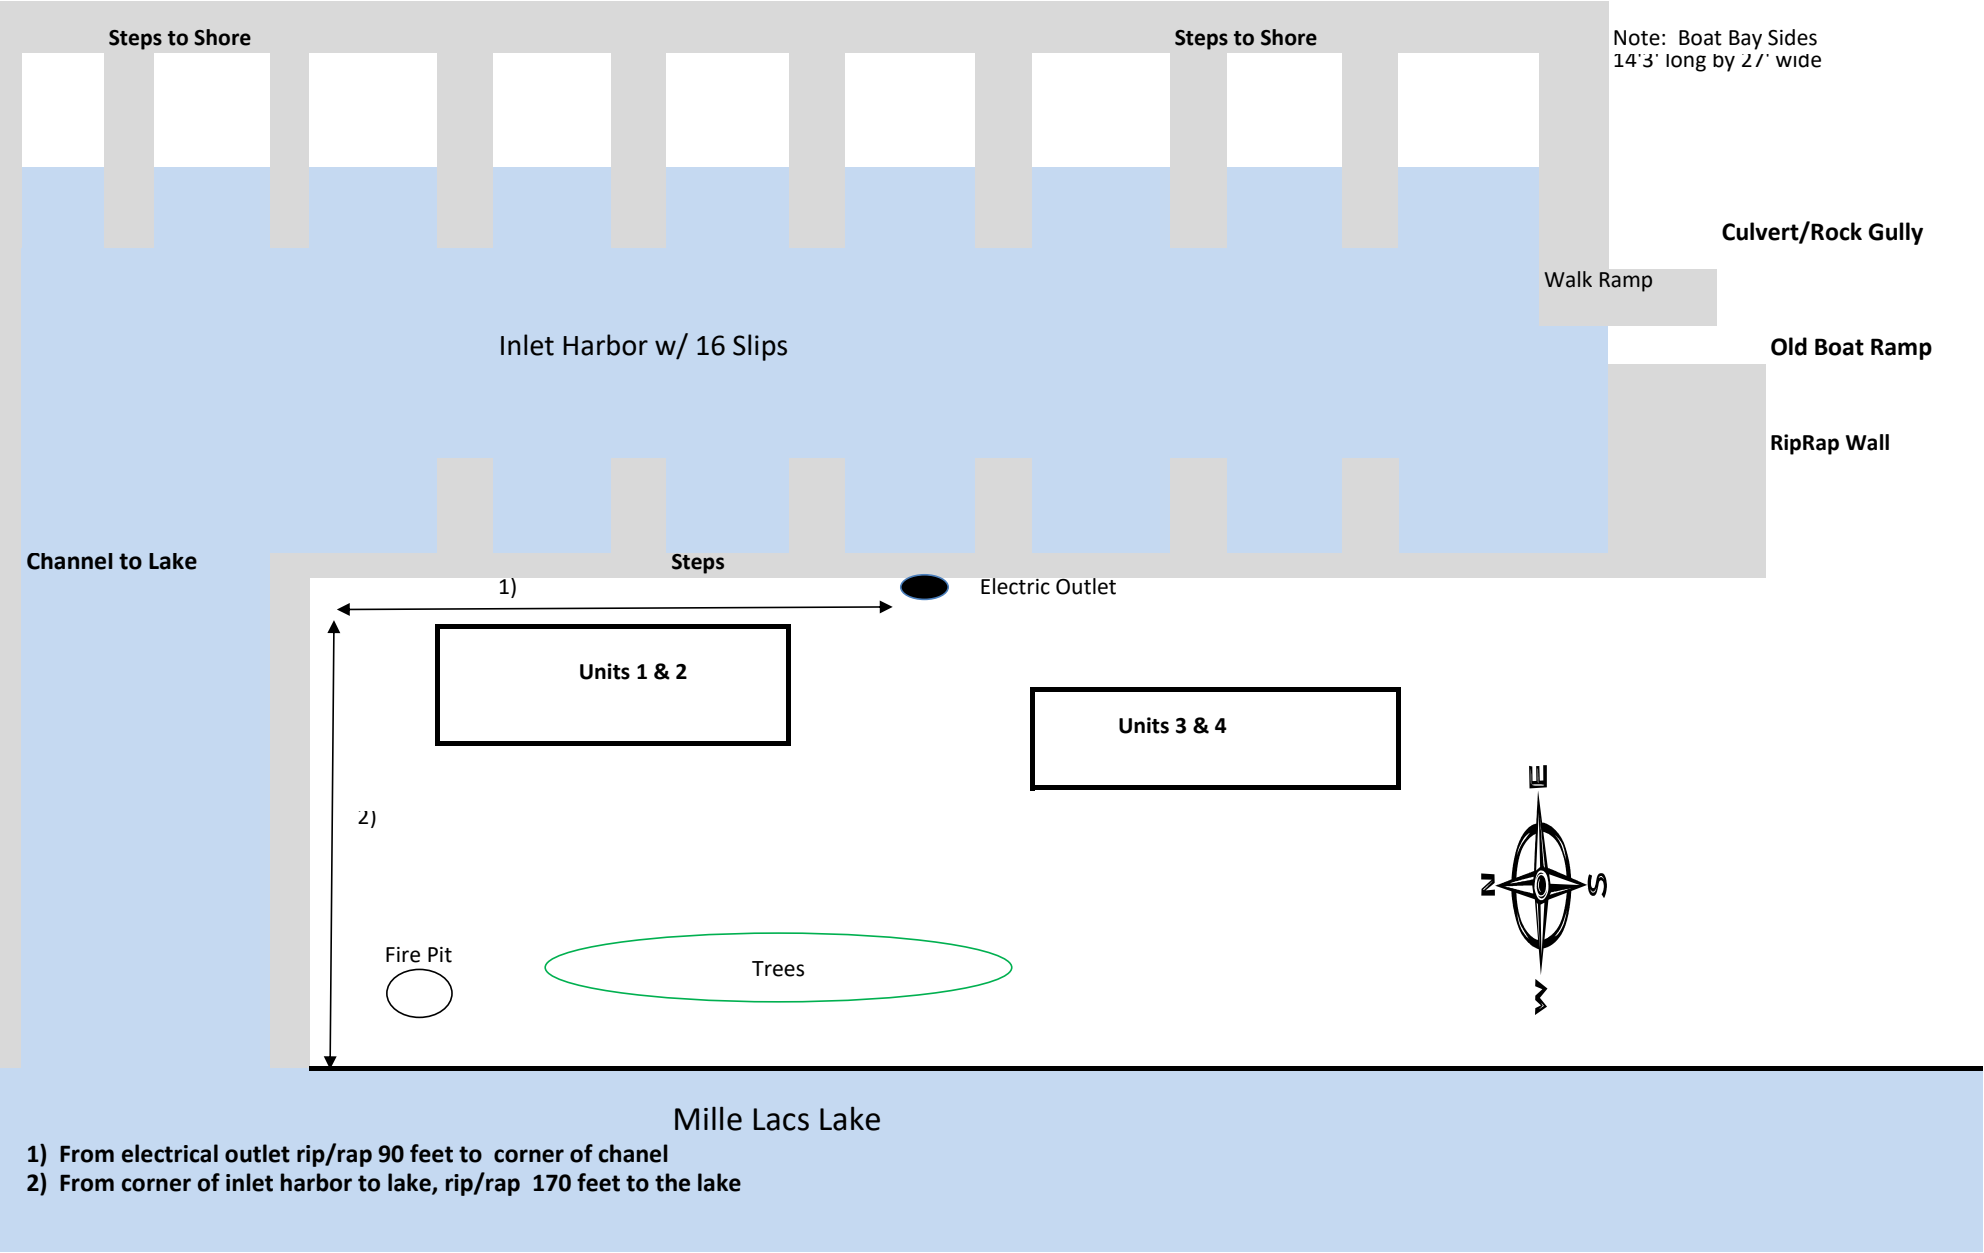 Steps to Shore
Steps to Shore
Note:  Boat Bay Sides
14'3' long by 27' wide
Culvert/Rock Gully
Walk Ramp
Inlet Harbor w/ 16 Slips
Old Boat Ramp
RipRap Wall
Channel to Lake
Steps
1)
Electric Outlet
Units 1 & 2
Units 3 & 4
E
2)
N
S
Fire Pit
Trees
W
Mille Lacs Lake
1)  From electrical outlet rip/rap 90 feet to  corner of chanel
2)  From corner of inlet harbor to lake, rip/rap  170 feet to the lake